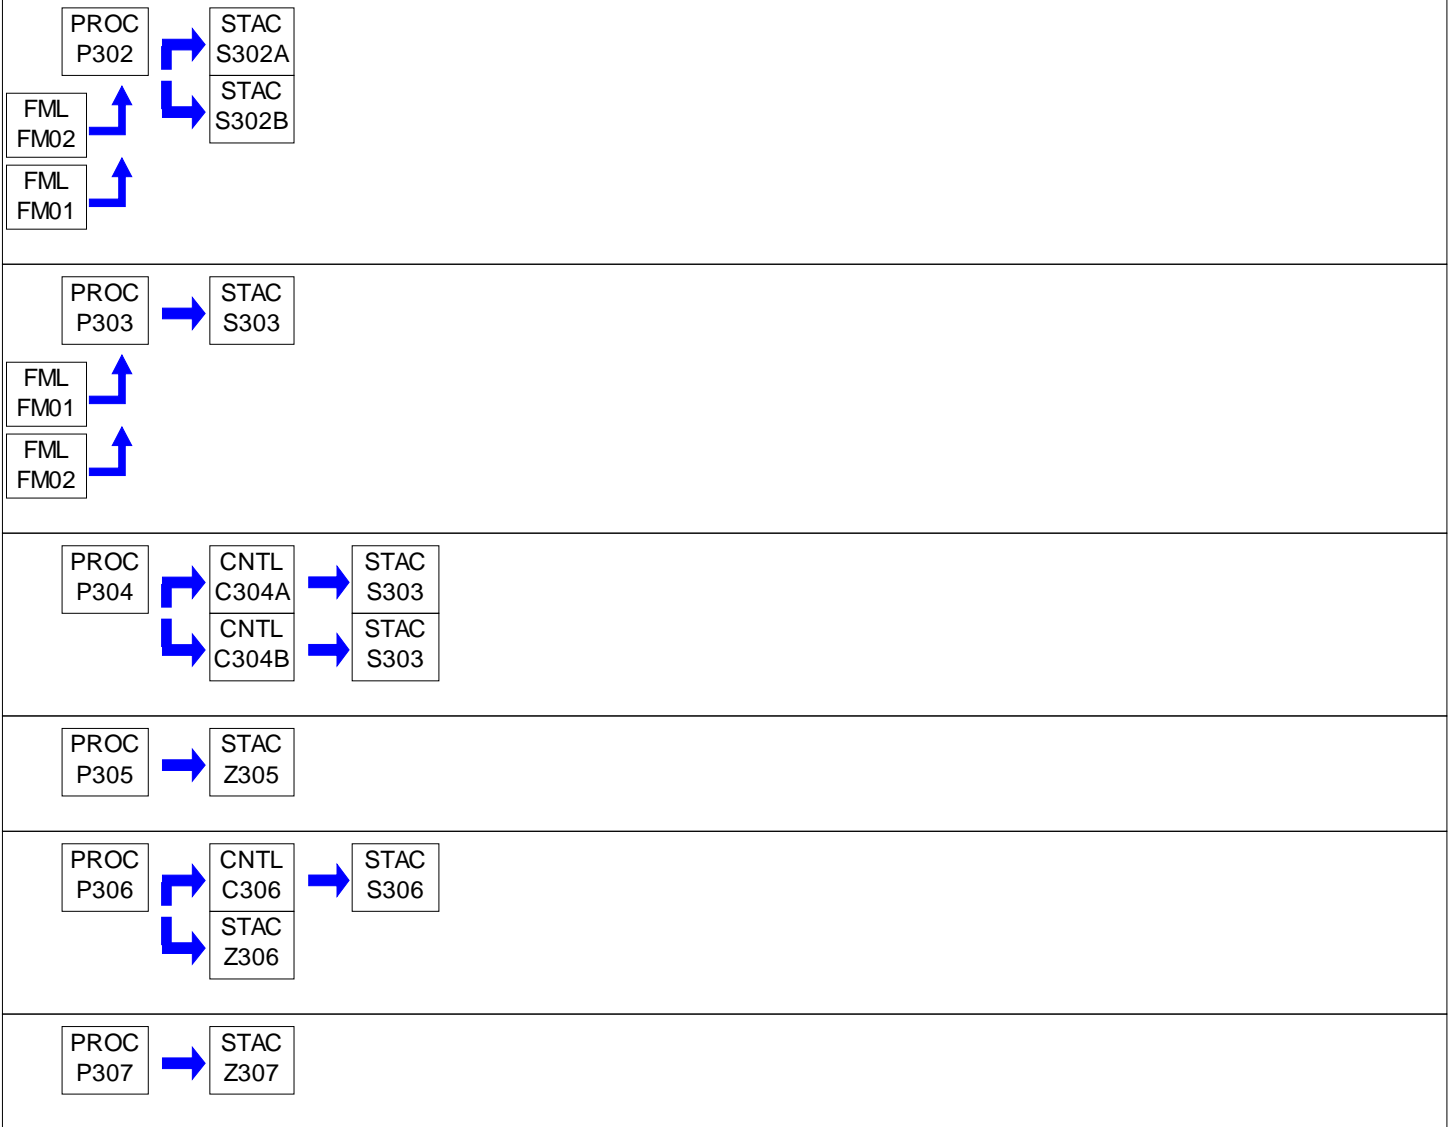 PROC
P302
STAC
S302A
STAC
S302B
FML
FM02
FML
FM01
PROC
P303
STAC
S303
FML
FM01
FML
FM02
PROC
P304
CNTL
C304A
STAC
S303
CNTL
C304B
STAC
S303
PROC
P305
STAC
Z305
PROC
P306
CNTL
C306
STAC
S306
STAC
Z306
PROC
P307
STAC
Z307